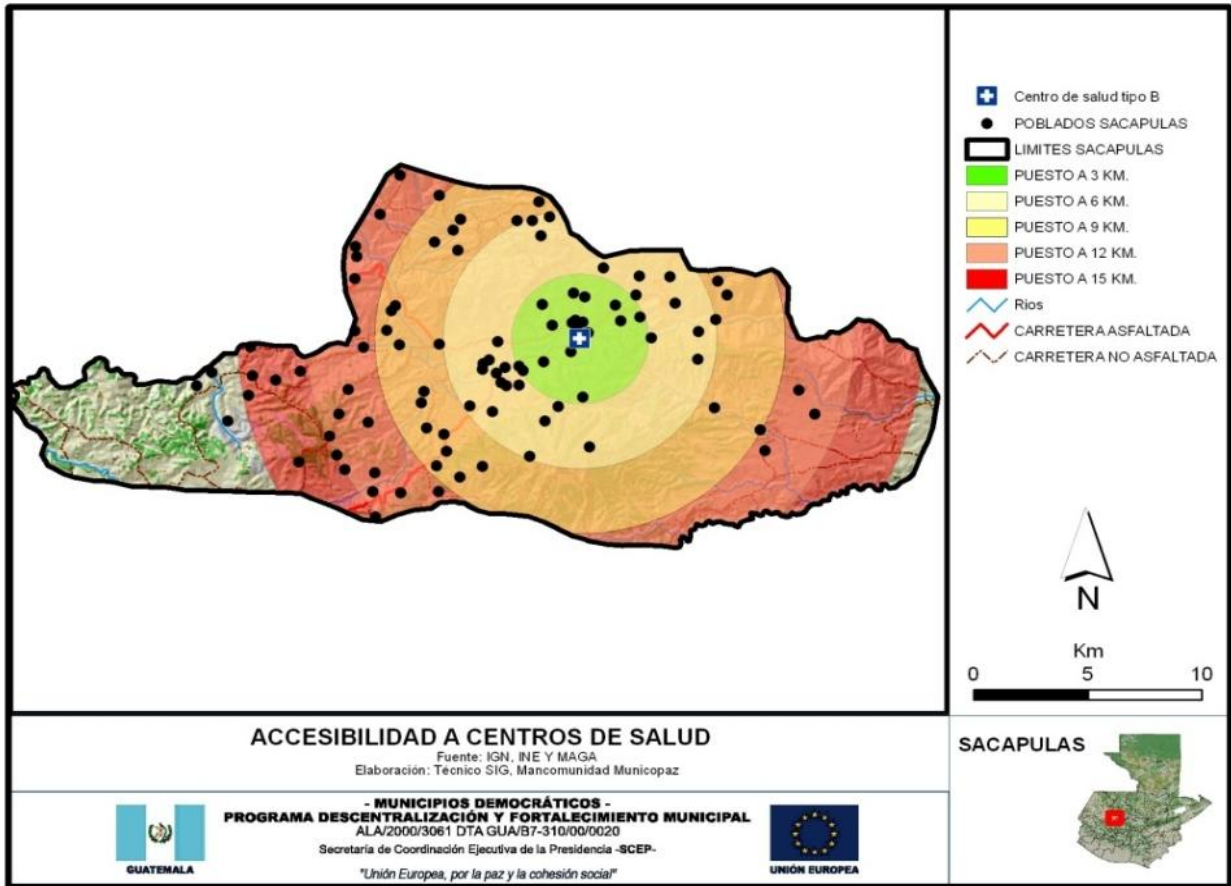 Centro de salud tipo B
POBLADOS SACAPULAS
LIMITES SACAPULAS
PUESTO A 3 KM.
PUESTO A 6 KM.
PUESTO A 9 KM.
PUESTO A 12 KM.
PUESTO A 15 KM.
Rios
CARRETERA ASFALTADA
CARRETERA NO ASFALTADA
N
Km
0 5 10
ACCESIBILIDAD A CENTROS DE SALUD
Fuente: IGN, INE Y MAGA
Elaboración: Técnico SIG, Mancomunidad Municopaz
SACAPULAS
- MUNICIPIOS DEMOCRÁTICOS -
PROGRAMA DESCENTRALIZACIÓN Y FORTALECIMIENTO MUNICIPAL
ALA/2000/3061 DTA GUA/B7-310/00/0020
Secretaría de Coordinación Ejecutiva de la Presidencia -SCEP-
"Unión Europea, por la paz y la cohesión social"
GUATEMALA
UNIÓN EUROPEA